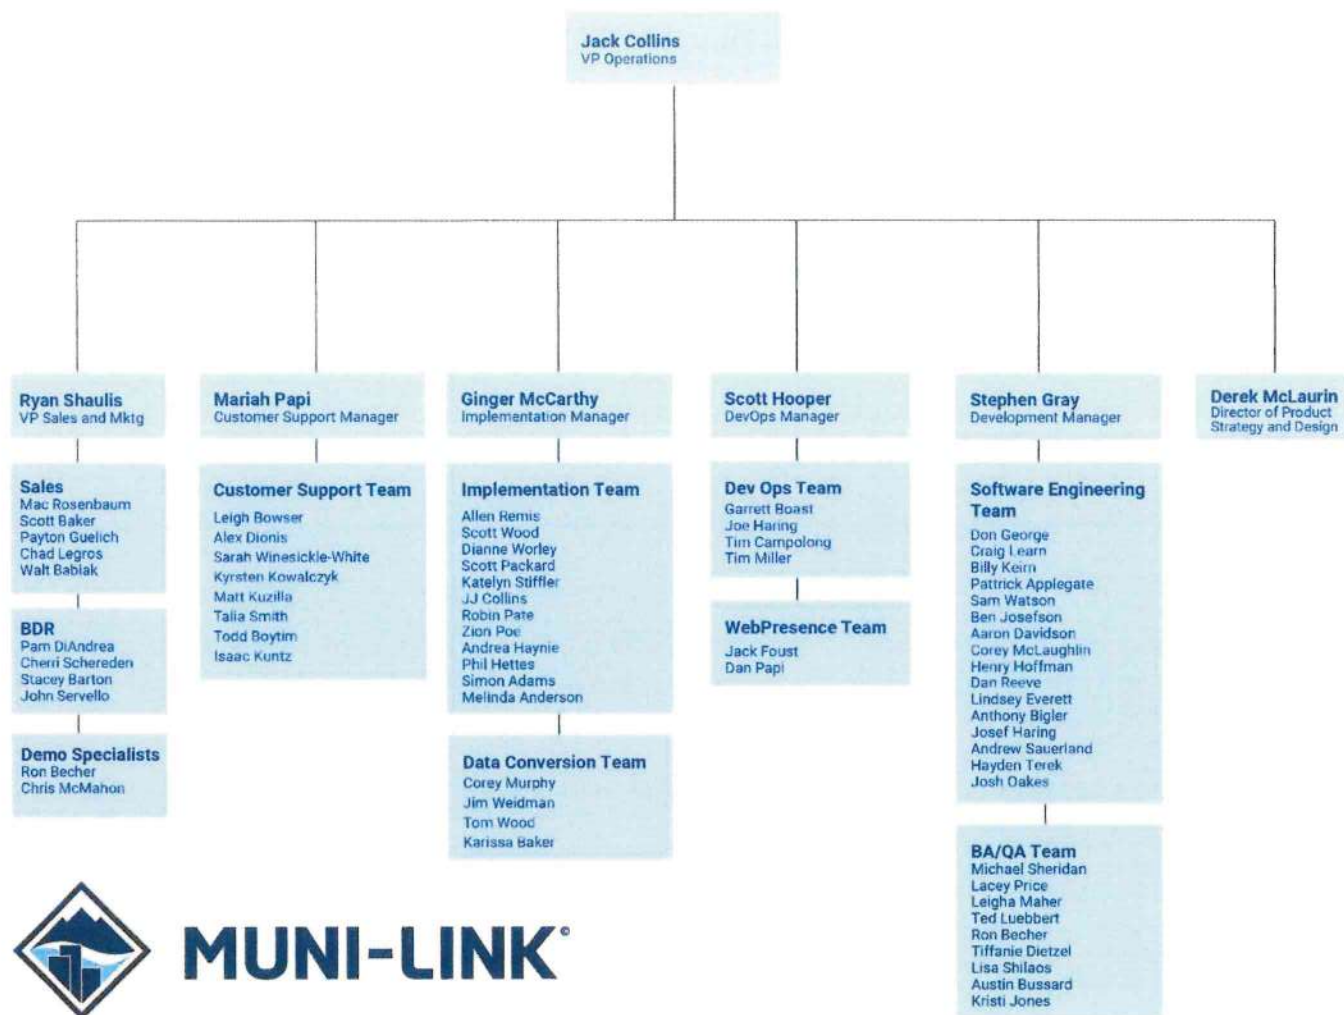 Jack Collins
VP Operations
Ryan Shaulis
VP Sales and Mktg
Sales
Mac Rosenbaum
Scott Baker
Payton Guelich
Chad Legros
Walt Babiak
BDR
Pam DiAndrea
Cherri Schereden
Stacey Barton
John Servello
Demo Specialists
Ron Becher
Chris McMahon
Mariah Papi
Customer Support Manager
Customer Support Team
Leigh Bowser
Alex Dionis
Sarah Winesickle-White
Kyrsten Kowalczyk
Matt Kuzilla
Talia Smith
Todd Boytim
Isaac Kuntz
Ginger McCarthy
Implementation Manager
Implementation Team
Allen Remis
Scott Wood
Dianne Worley
Scott Packard
Katelyn Stiffler
JJ Collins
Robin Pate
Zion Poe
Andrea Haynie
Phil Hettes
Simon Adams
Melinda Anderson
Data Conversion Team
Corey Murphy
Jim Weidman
Tom Wood
Karissa Baker
Scott Hooper
DevOps Manager
Dev Ops Team
Garrett Boast
Joe Haring
Tim Campolong
Tim Miller
WebPresence Team
Jack Foust
Dan Papi
Stephen Gray
Development Manager
Software Engineering
Team
Don George
Craig Learn
Billy Keirn
Pattrick Applegate
Sam Watson
Ben Josefson
Aaron Davidson
Corey McLaughlin
Henry Hoffman
Dan Reeve
Lindsey Everett
Anthony Bigler
Josef Haring
Andrew Sauerland
Hayden Terek
Josh Oakes
BA/QA Team
Michael Sheridan
Lacey Price
Leigha Maher
Ted Luebbert
Ron Becher
Tiffanie Dietzel
Lisa Shilaos
Austin Bussard
Kristi Jones
Derek McLaurin
Director of Product
Strategy and Design
MUNI-LINK©